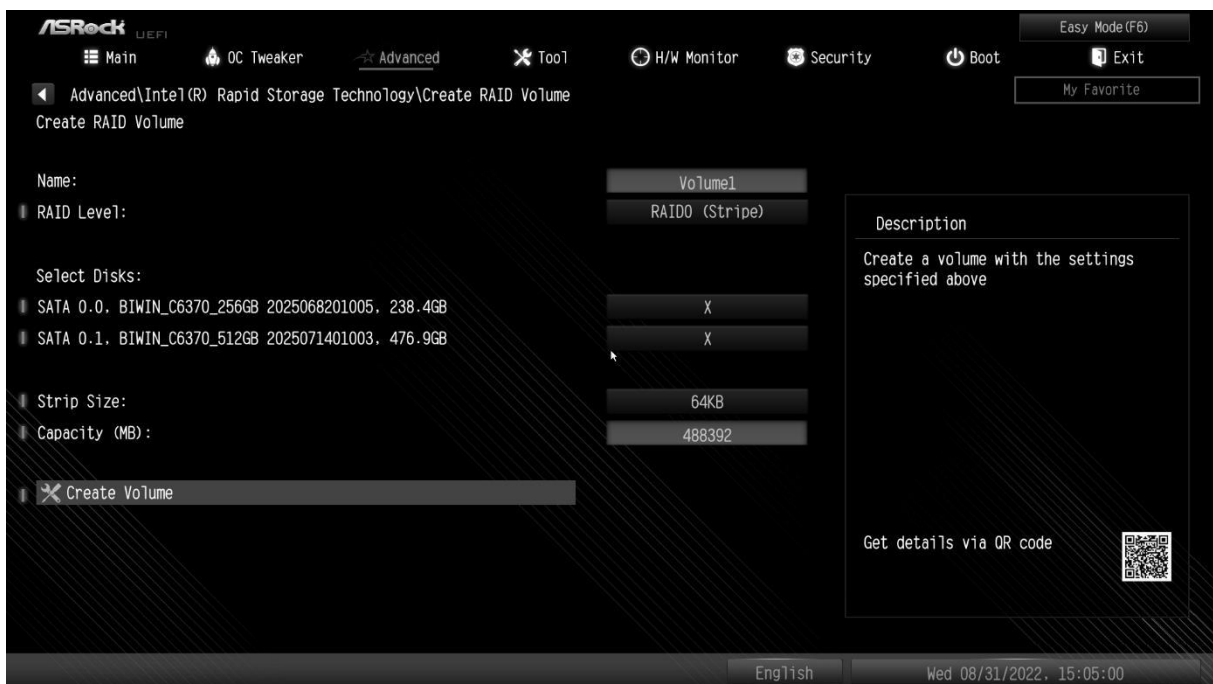 ASRock UEFI
Easy Mode(F6)
Main OC Tweaker Advanced Tool H/W Monitor Security Boot Exit
Advanced\Intel(R) Rapid Storage Technology\Create RAID Volume
My Favorite
Create RAID Volume
Name: Volume1
RAID Level: RAID0 (Stripe)
Select Disks:
SATA 0.0, BIWIN_C6370_256GB 2025068201005, 238.4GB X
SATA 0.1, BIWIN_C6370_512GB 2025071401003, 476.9GB X
Strip Size: 64KB
Capacity (MB): 488392
Create Volume
Description
Create a volume with the settings
specified above
Get details via QR code
English Wed 08/31/2022, 15:05:00